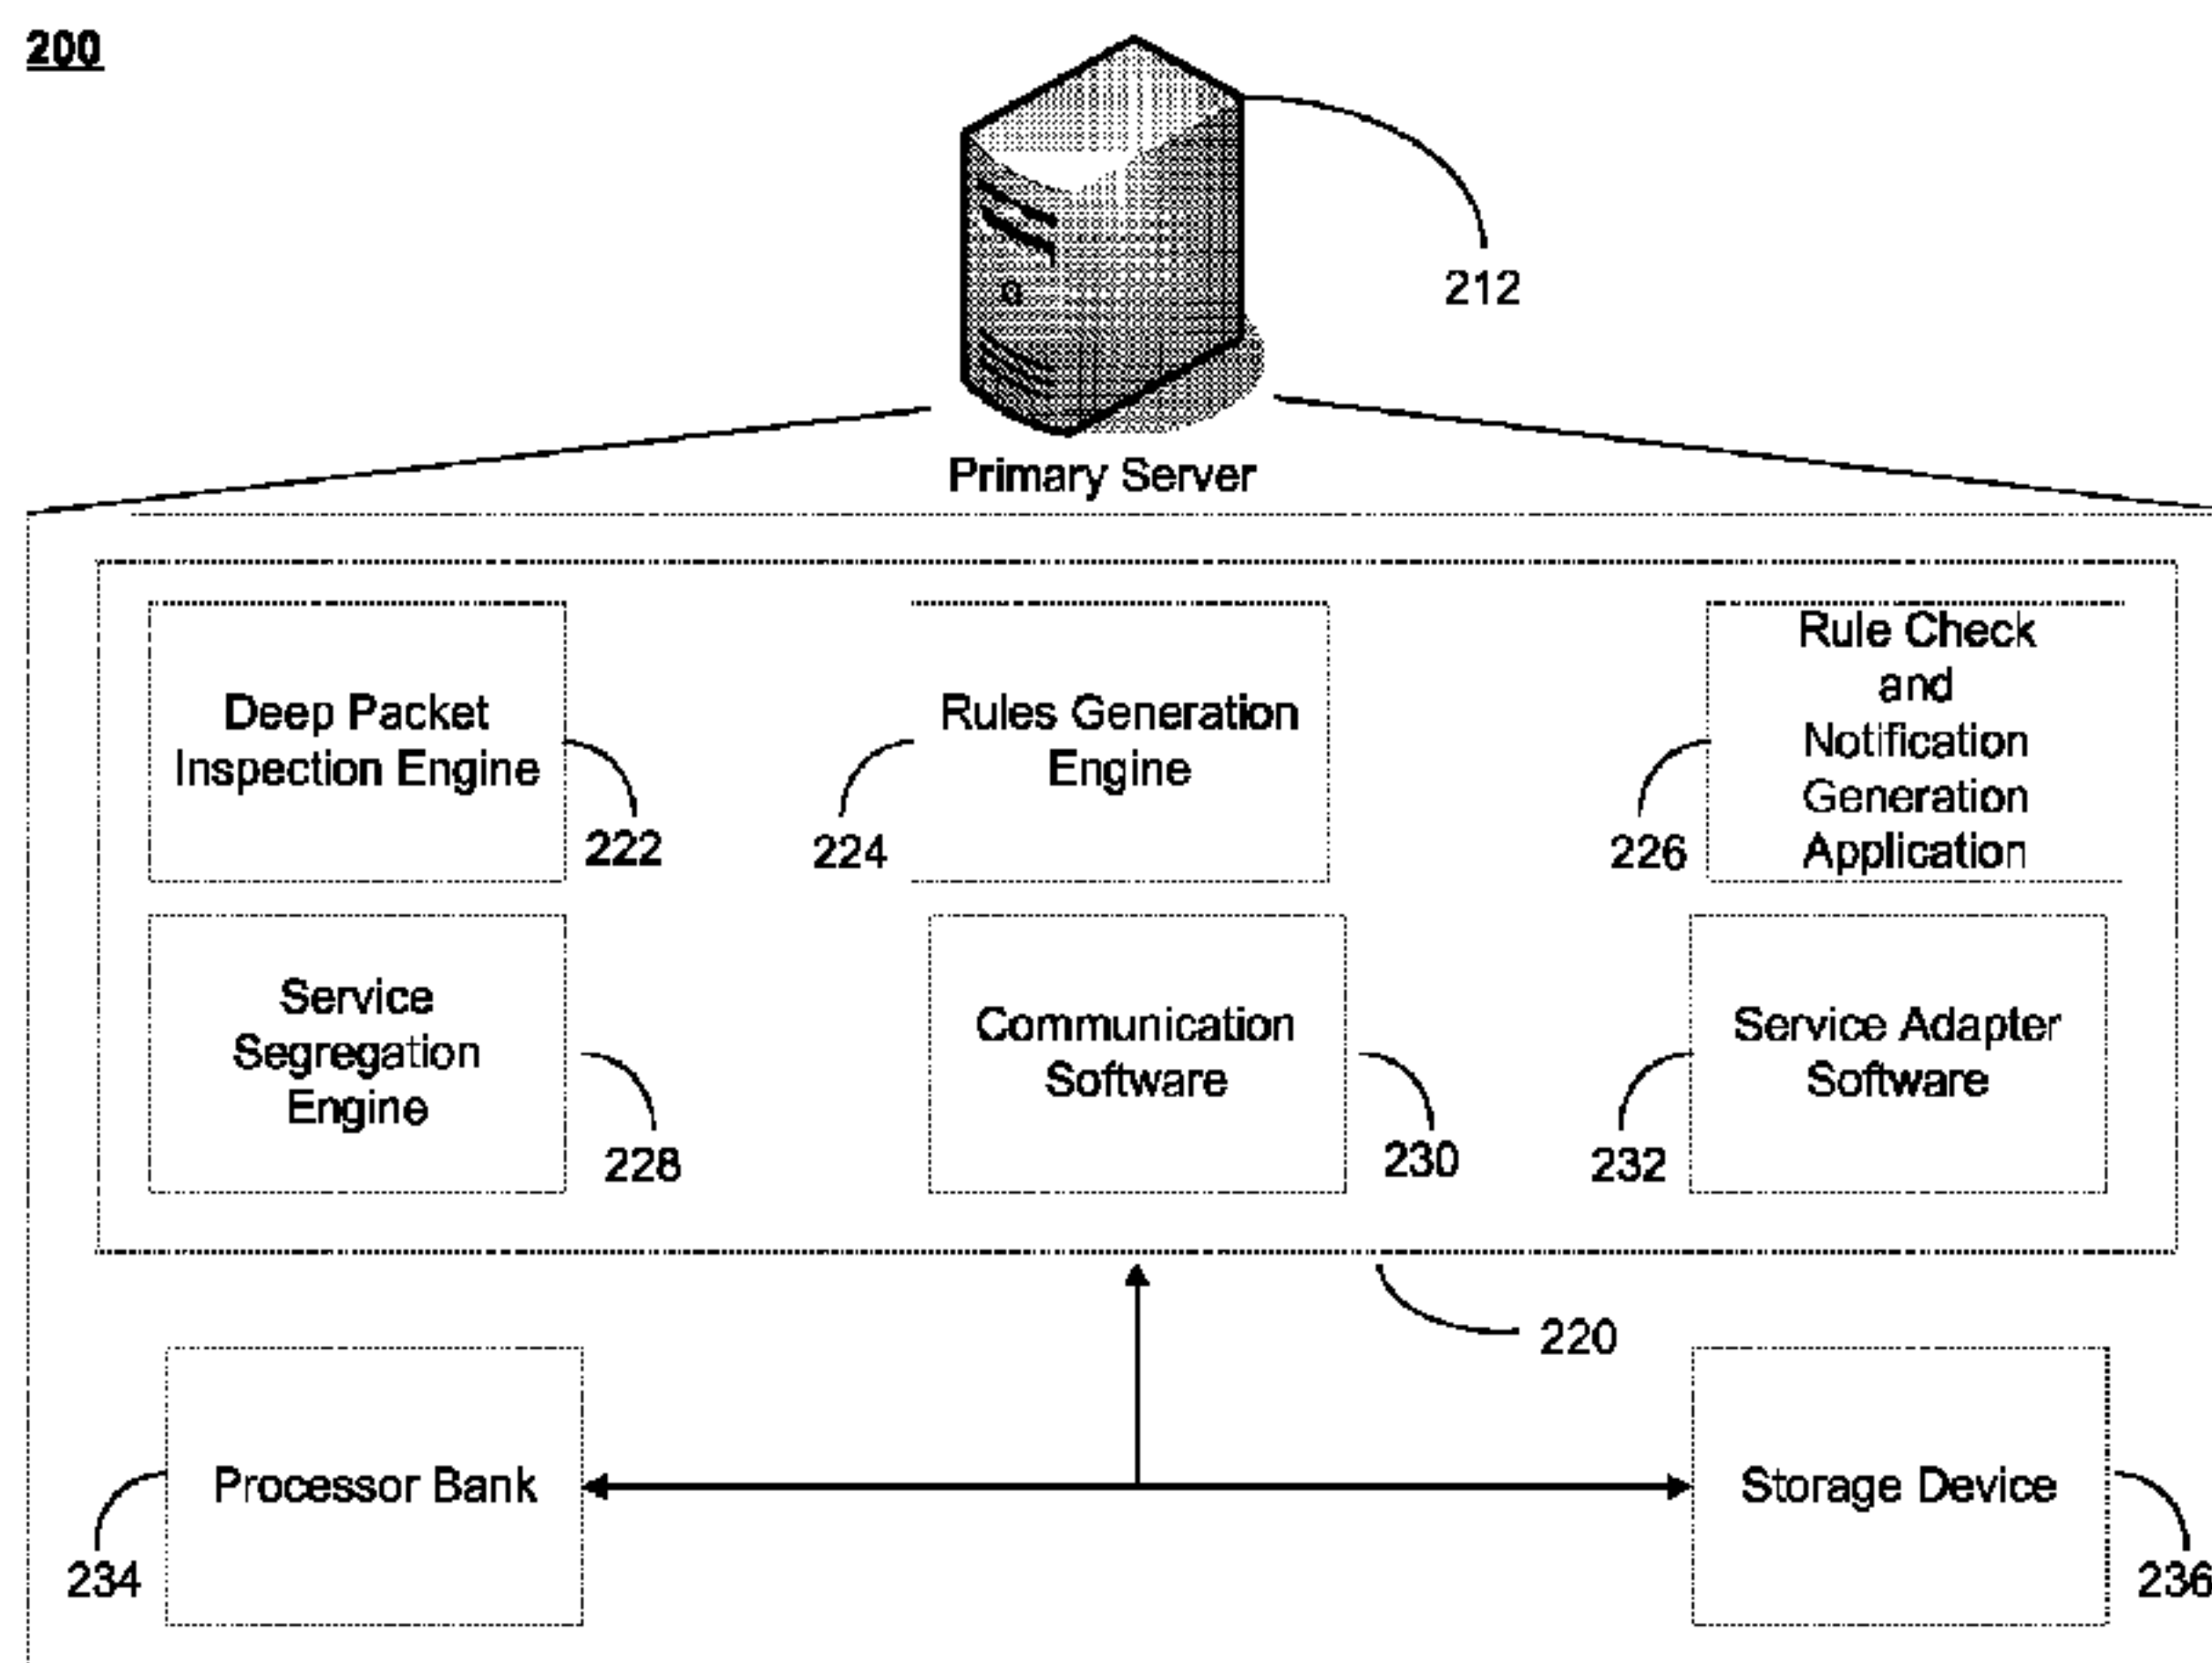 200
212
Primary Server
Deep Packet
Inspection Engine
222
Rules Generation
Engine
224
Rule Check
and
Notification
Generation
Application
226
Service
Segregation
Engine
228
Communication
Software
230
Service Adapter
Software
232
220
Processor Bank
234
Storage Device
236